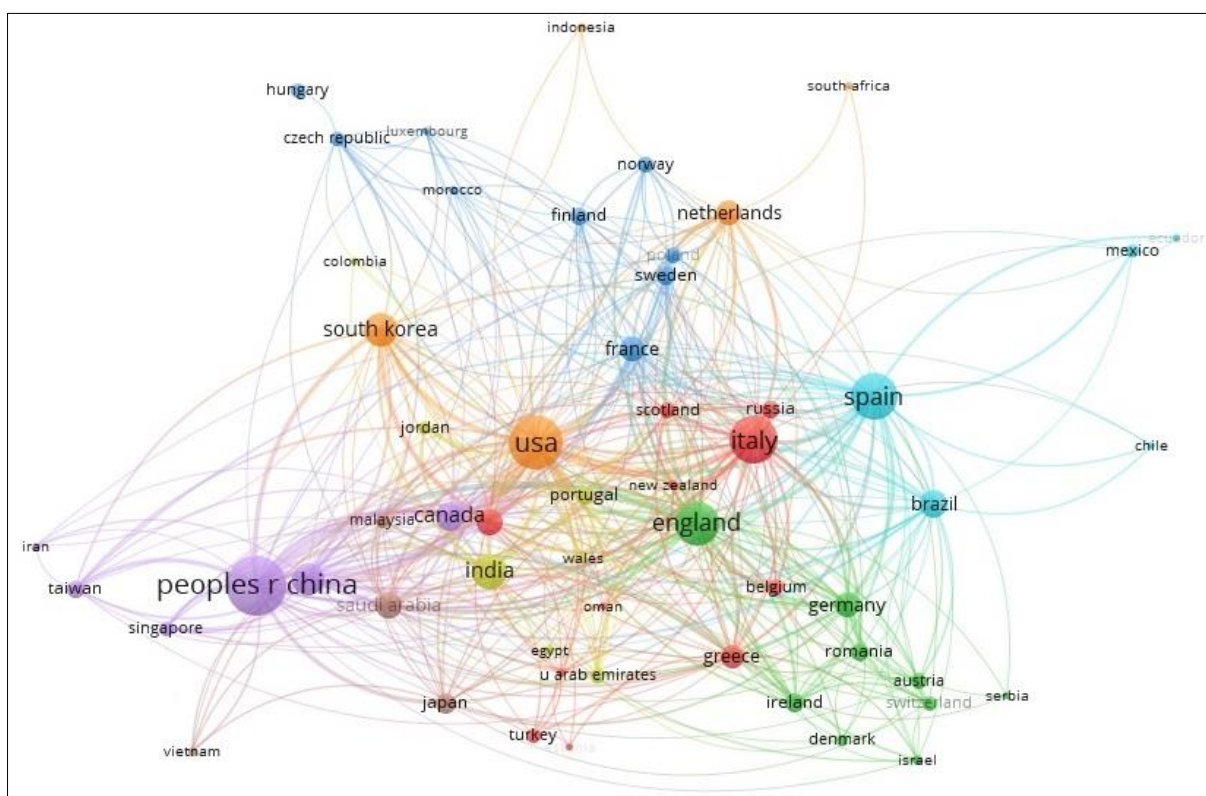 indonesia
south africa
hungary
czech republic
luxembourg
norway
morocco
finland
netherlands
ecuador
mexico
poland
colombia
sweden
south korea
france
spain
scotland
russia
jordan
usa
italy
chile
new zealand
portugal
brazil
canada
malaysia
england
iran
wales
india
peoples r china
taiwan
belgium
saudi arabia
oman
germany
singapore
egypt
greece
romania
u arab emirates
austria
serbia
japan
ireland
switzerland
turkey
denmark
vietnam
israel